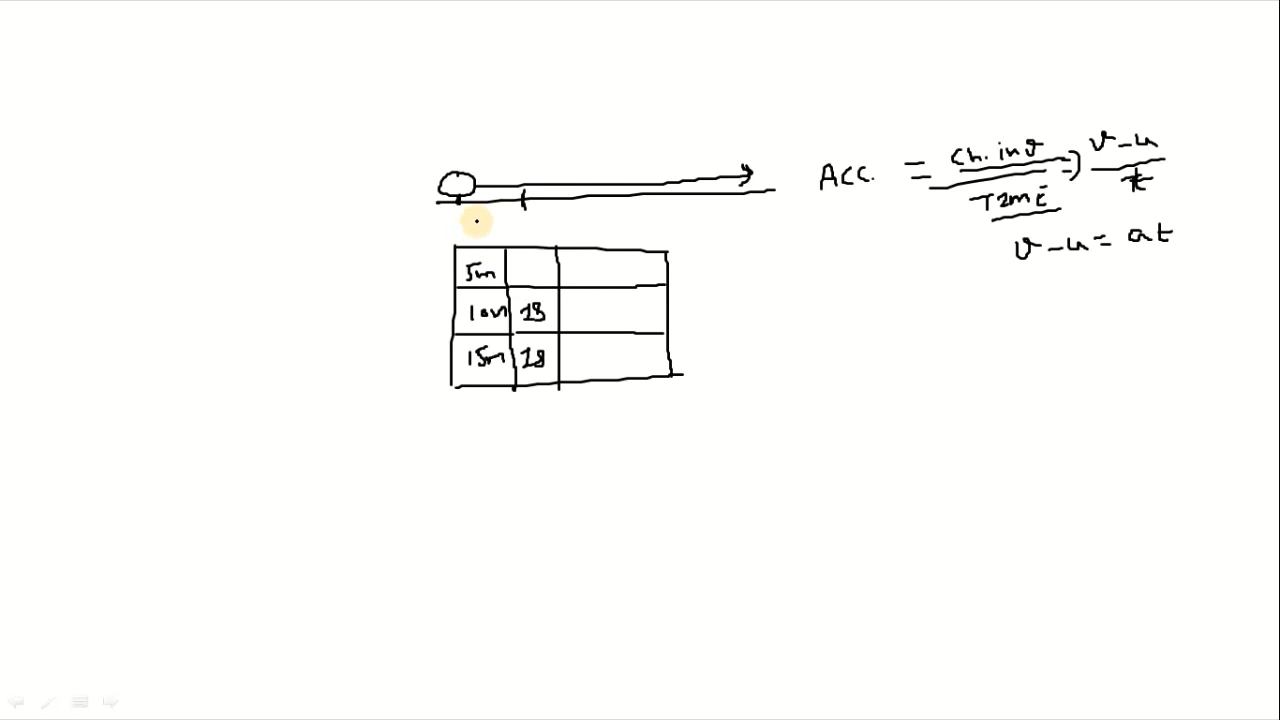 Acc. = Ch. in v / Time => v - u / t
v - u = at
5m
10m 1s
15m 1s